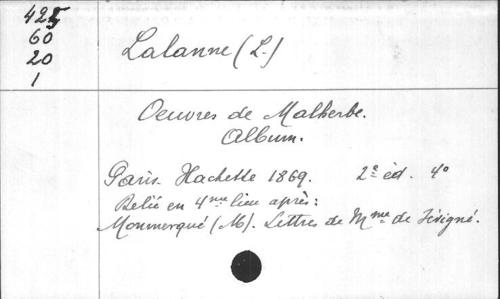 425
60
20
1
Lalanne (L.)
Oeuvres de Malherbe.
Album.
Paris. Hachette 1869. 2e éd. 4o
Relié en 4me lieu après:
Monmerqué (M). Lettres de Mme de Sévigné.